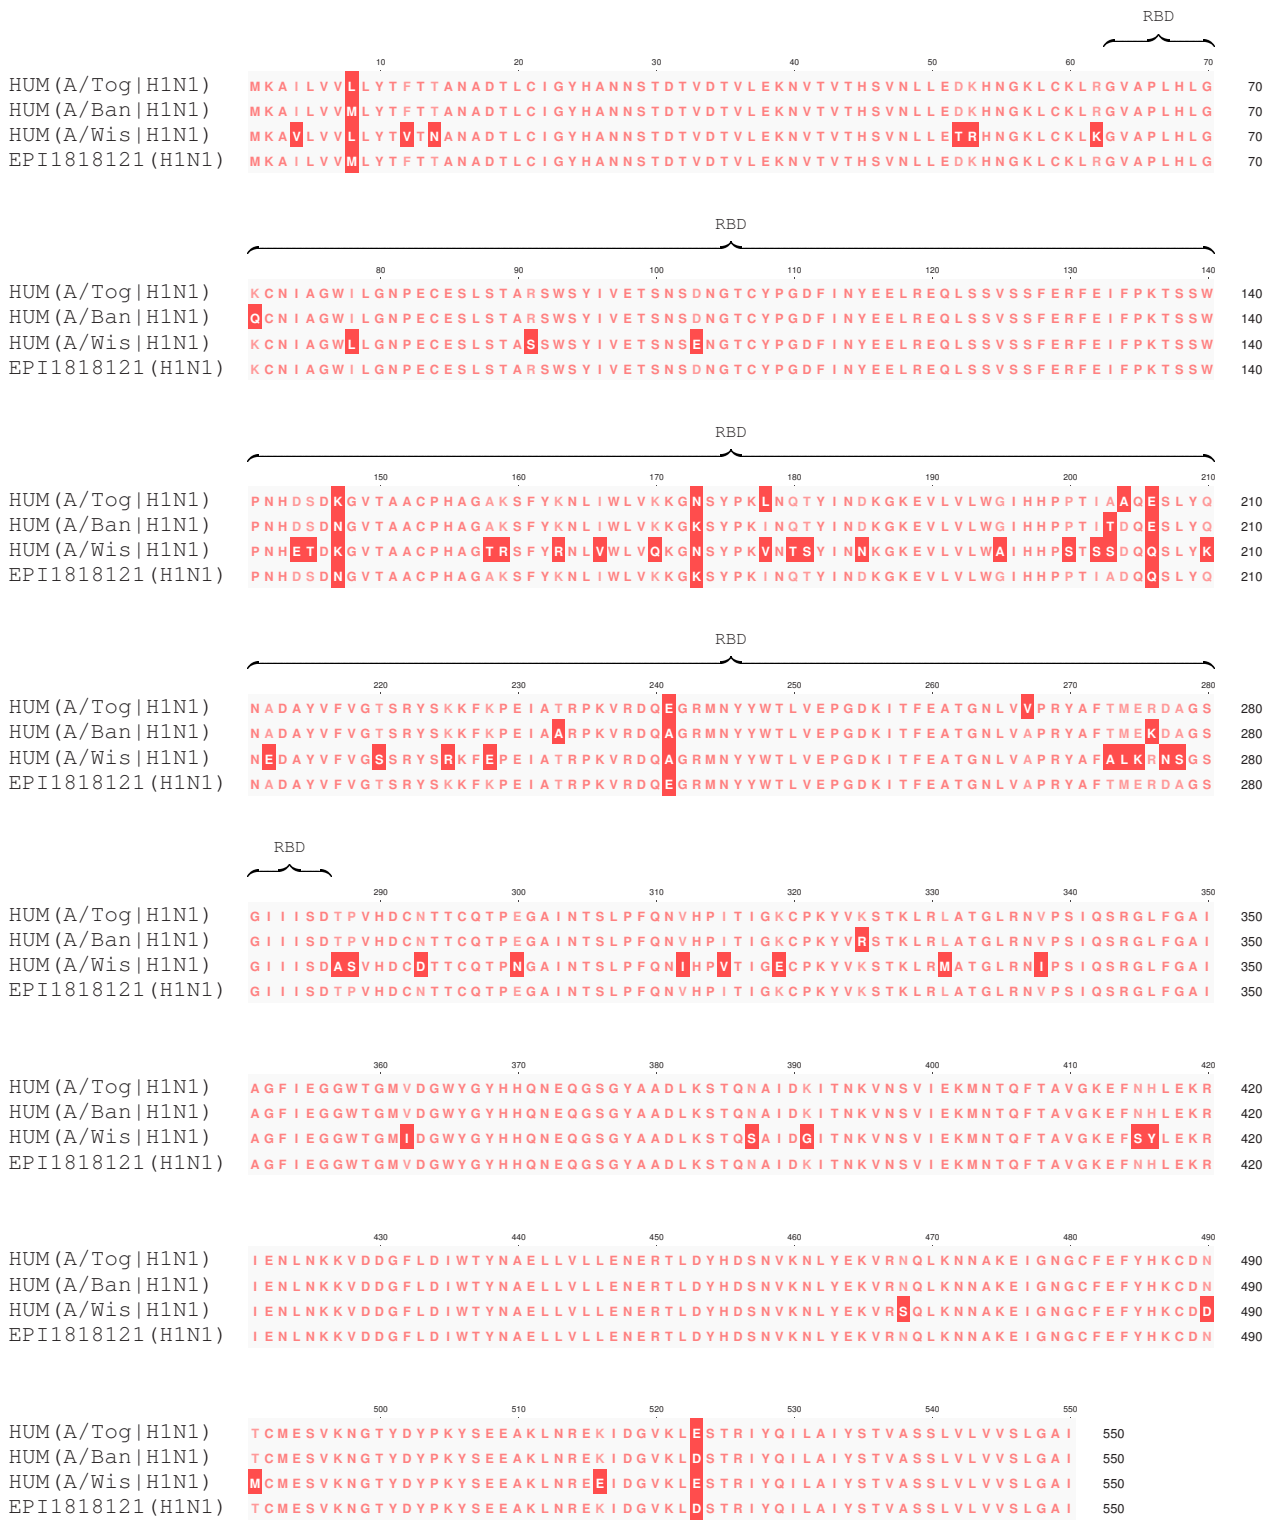 RBD
10 20 30 40 50 60 70
HUM(A/Tog|H1N1) MKAILVVLLYTFTTANADTLCIGYHANNSTDTVDTVLEKNVTVTHSVNLLEDKHNGKLCKLRGVAPLHLG 70
HUM(A/Ban|H1N1) MKAILVVMLYTFTTANADTLCIGYHANNSTDTVDTVLEKNVTVTHSVNLLEDKHNGKLCKLRGVAPLHLG 70
HUM(A/Wis|H1N1) MKAVLVVLLYTVTNANADTLCIGYHANNSTDTVDTVLEKNVTVTHSVNLLETRHNGKLCKLKGVAPLHLG 70
EPI1818121(H1N1) MKAILVVMLYTFTTANADTLCIGYHANNSTDTVDTVLEKNVTVTHSVNLLEDKHNGKLCKLRGVAPLHLG 70
RBD
80 90 100 110 120 130 140
HUM(A/Tog|H1N1) KCNIAGWILGNPECESLSTARSWSYIVETSNSDNGTCYPGDFINYEELREQLSSVSSFERFEIFPKTSSW 140
HUM(A/Ban|H1N1) QCNIAGWILGNPECESLSTARSWSYIVETSNSDNGTCYPGDFINYEELREQLSSVSSFERFEIFPKTSSW 140
HUM(A/Wis|H1N1) KCNIAGWLLGNPECESLSTASSWSYIVETSNSENGTCYPGDFINYEELREQLSSVSSFERFEIFPKTSSW 140
EPI1818121(H1N1) KCNIAGWILGNPECESLSTARSWSYIVETSNSDNGTCYPGDFINYEELREQLSSVSSFERFEIFPKTSSW 140
RBD
150 160 170 180 190 200 210
HUM(A/Tog|H1N1) PNHDSDKGVTAACPHAGAKSFYKNLIWLVKKGNSYPKLNQTYINDKGKEVLVLWGIHHPPTIAAQESLYQ 210
HUM(A/Ban|H1N1) PNHDSDNGVTAACPHAGAKSFYKNLIWLVKKGKSYPKINQTYINDKGKEVLVLWGIHHPPTITDQESLYQ 210
HUM(A/Wis|H1N1) PNHETDKGVTAACPHAGTRSFYRNLVWLVQKGNSYPKVNTSYINNKGKEVLVLWAIHHPSTSSDQQSLYK 210
EPI1818121(H1N1) PNHDSDNGVTAACPHAGAKSFYKNLIWLVKKGKSYPKINQTYINDKGKEVLVLWGIHHPPTIADQQSLYQ 210
RBD
220 230 240 250 260 270 280
HUM(A/Tog|H1N1) NADAYVFVGTSRYSKKFKPEIATRPKVRDQEGRMNYYWTLVEPGDKITFEATGNLVVPRYAFTMERDAGS 280
HUM(A/Ban|H1N1) NADAYVFVGTSRYSKKFKPEIAARPKVRDQAGRMNYYWTLVEPGDKITFEATGNLVAPRYAFTMEKDAGS 280
HUM(A/Wis|H1N1) NEDAYVFVGSSRYSRKFEPEIATRPKVRDQAGRMNYYWTLVEPGDKITFEATGNLVAPRYAFALKRNSGS 280
EPI1818121(H1N1) NADAYVFVGTSRYSKKFKPEIATRPKVRDQEGRMNYYWTLVEPGDKITFEATGNLVAPRYAFTMERDAGS 280
RBD
290 300 310 320 330 340 350
HUM(A/Tog|H1N1) GIIISDTPVHDCNTTCQTPEGAINTSLPFQNVHPITIGKCPKYVKSTKLRLATGLRNVPSIQSRGLFGAI 350
HUM(A/Ban|H1N1) GIIISDTPVHDCNTTCQTPEGAINTSLPFQNVHPITIGKCPKYVRSTKLRLATGLRNVPSIQSRGLFGAI 350
HUM(A/Wis|H1N1) GIIISDASVHDCDTTCQTPNGAINTSLPFQNIHPVTIGECPKYVKSTKLRMATGLRNIPSIQSRGLFGAI 350
EPI1818121(H1N1) GIIISDTPVHDCNTTCQTPEGAINTSLPFQNVHPITIGKCPKYVKSTKLRLATGLRNVPSIQSRGLFGAI 350
360 370 380 390 400 410 420
HUM(A/Tog|H1N1) AGFIEGGWTGMVDGWYGYHHQNEQGSGYAADLKSTQNAIDKITNKVNSVIEKMNTQFTAVGKEFNHLEKR 420
HUM(A/Ban|H1N1) AGFIEGGWTGMVDGWYGYHHQNEQGSGYAADLKSTQNAIDKITNKVNSVIEKMNTQFTAVGKEFNHLEKR 420
HUM(A/Wis|H1N1) AGFIEGGWTGMIDGWYGYHHQNEQGSGYAADLKSTQSAIDGITNKVNSVIEKMNTQFTAVGKEFSYLEKR 420
EPI1818121(H1N1) AGFIEGGWTGMVDGWYGYHHQNEQGSGYAADLKSTQNAIDKITNKVNSVIEKMNTQFTAVGKEFNHLEKR 420
430 440 450 460 470 480 490
HUM(A/Tog|H1N1) IENLNKKVDDGFLDIWTYNAELLVLLENERTLDYHDSNVKNLYEKVRNQLKNNAKEIGNGCFEFYHKCDN 490
HUM(A/Ban|H1N1) IENLNKKVDDGFLDIWTYNAELLVLLENERTLDYHDSNVKNLYEKVRNQLKNNAKEIGNGCFEFYHKCDN 490
HUM(A/Wis|H1N1) IENLNKKVDDGFLDIWTYNAELLVLLENERTLDYHDSNVKNLYEKVRSQLKNNAKEIGNGCFEFYHKCDD 490
EPI1818121(H1N1) IENLNKKVDDGFLDIWTYNAELLVLLENERTLDYHDSNVKNLYEKVRNQLKNNAKEIGNGCFEFYHKCDN 490
500 510 520 530 540 550
HUM(A/Tog|H1N1) TCMESVKNGTYDYPKYSEEAKLNREKIDGVKLESTRIYQILAIYSTVASSLVLVVSLGAI 550
HUM(A/Ban|H1N1) TCMESVKNGTYDYPKYSEEAKLNREKIDGVKLDSTRIYQILAIYSTVASSLVLVVSLGAI 550
HUM(A/Wis|H1N1) MCMESVKNGTYDYPKYSEEAKLNREEIDGVKLESTRIYQILAIYSTVASSLVLVVSLGAI 550
EPI1818121(H1N1) TCMESVKNGTYDYPKYSEEAKLNREKIDGVKLDSTRIYQILAIYSTVASSLVLVVSLGAI 550